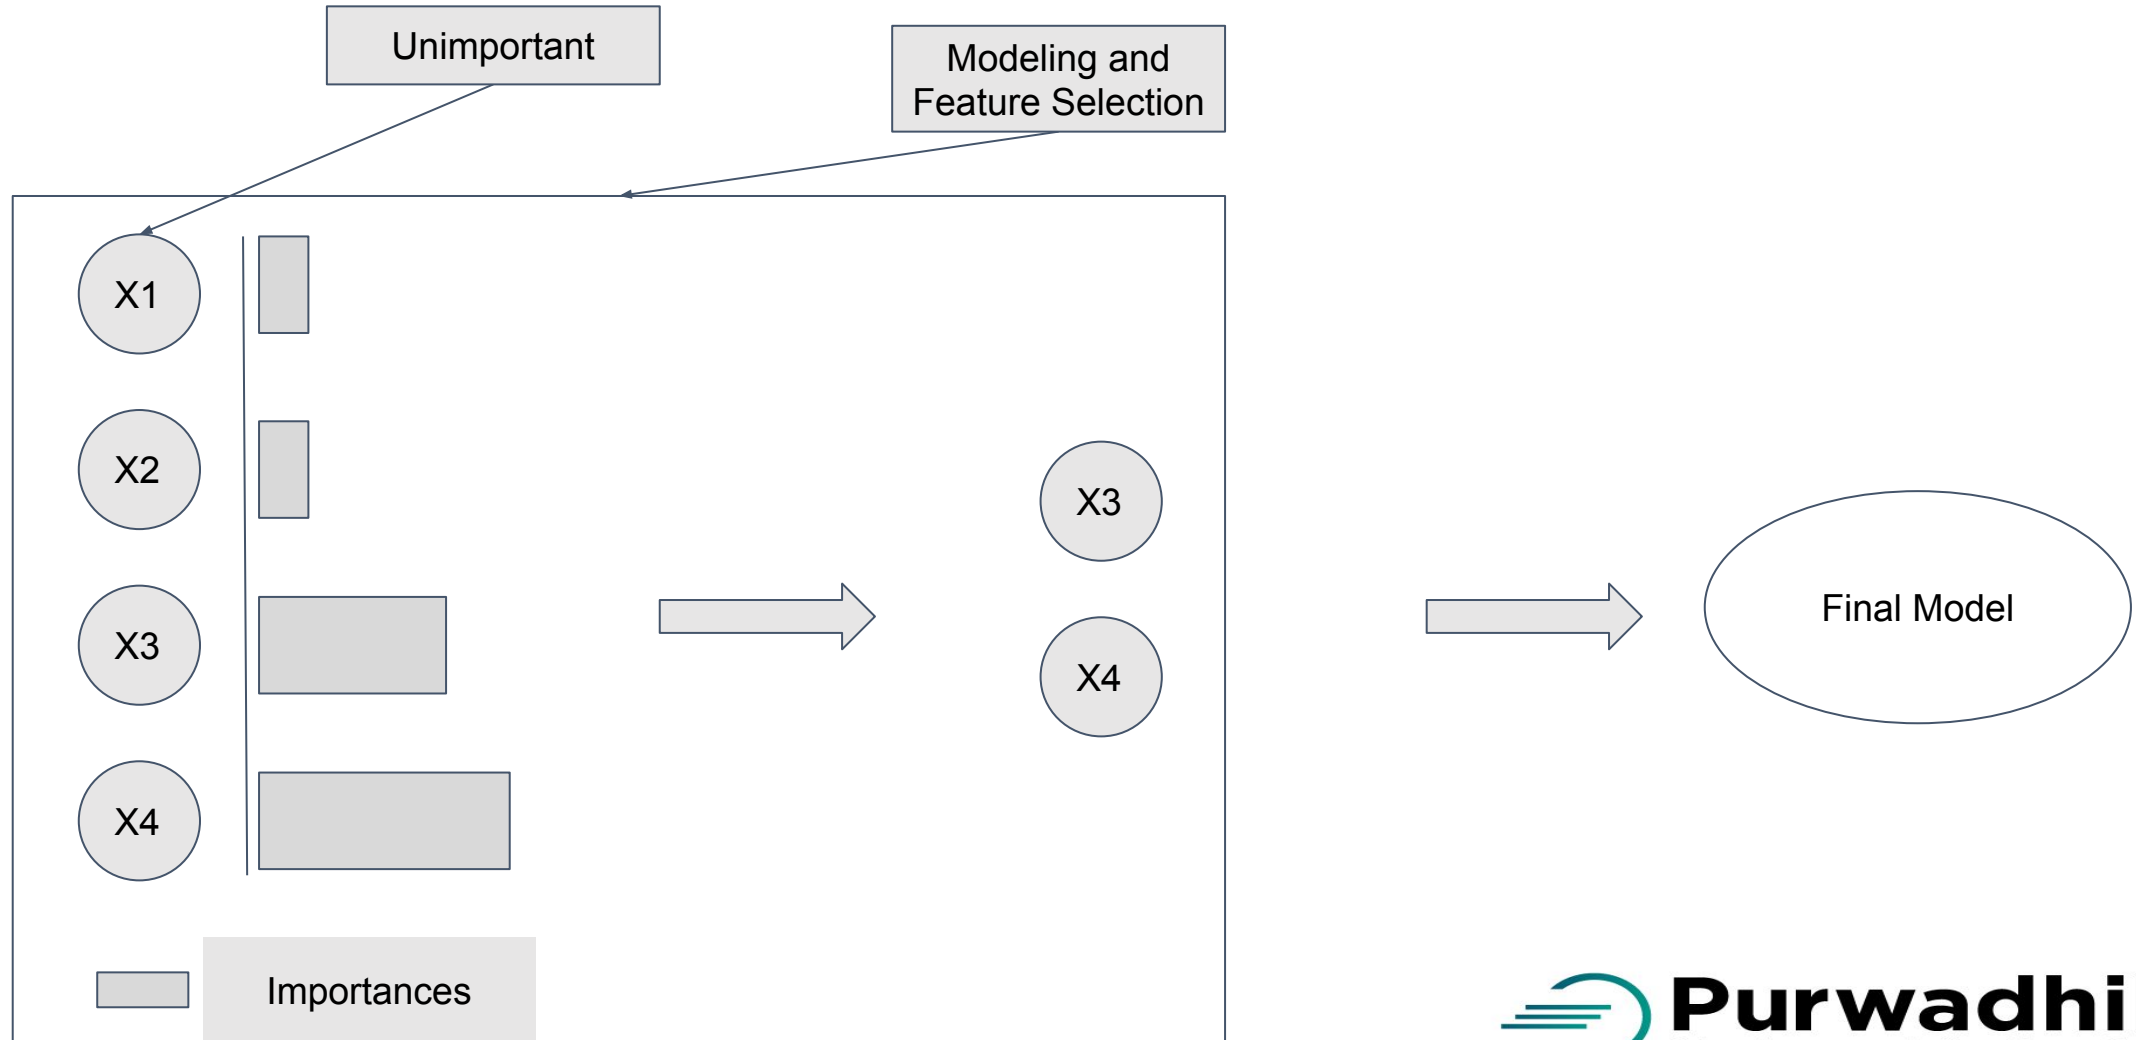 Unimportant
Modeling and
Feature Selection
X1
X2
X3
X4
X3
X4
Final Model
Importances
Purwadhi